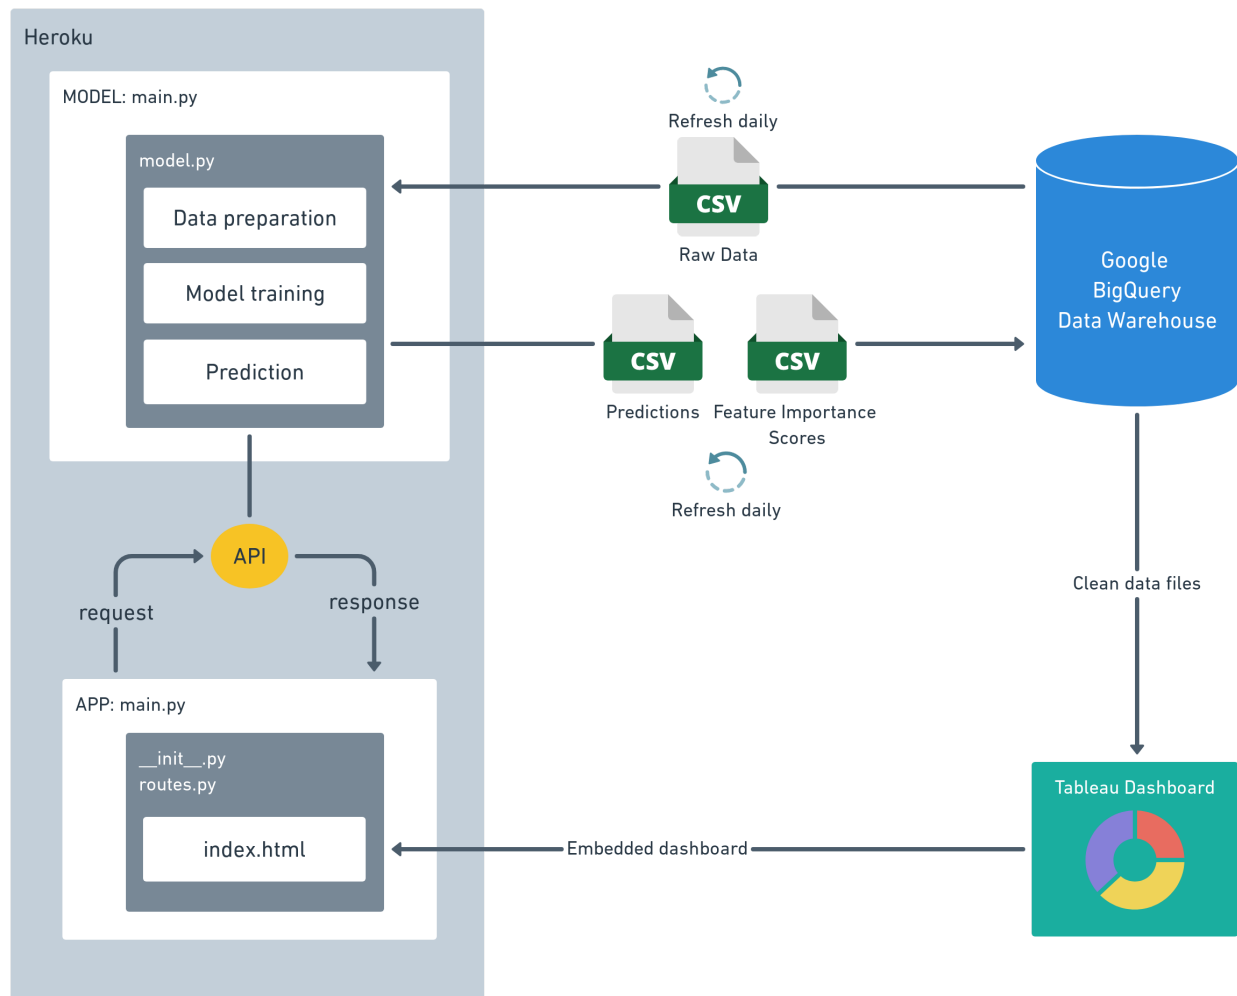 Heroku
MODEL: main.py
model.py
Data preparation
Model training
Prediction
Refresh daily
CSV
Raw Data
CSV
Predictions
CSV
Feature Importance
Scores
Refresh daily
Google
BigQuery
Data Warehouse
API
request
response
Clean data files
APP: main.py
__init__.py
routes.py
index.html
Embedded dashboard
Tableau Dashboard